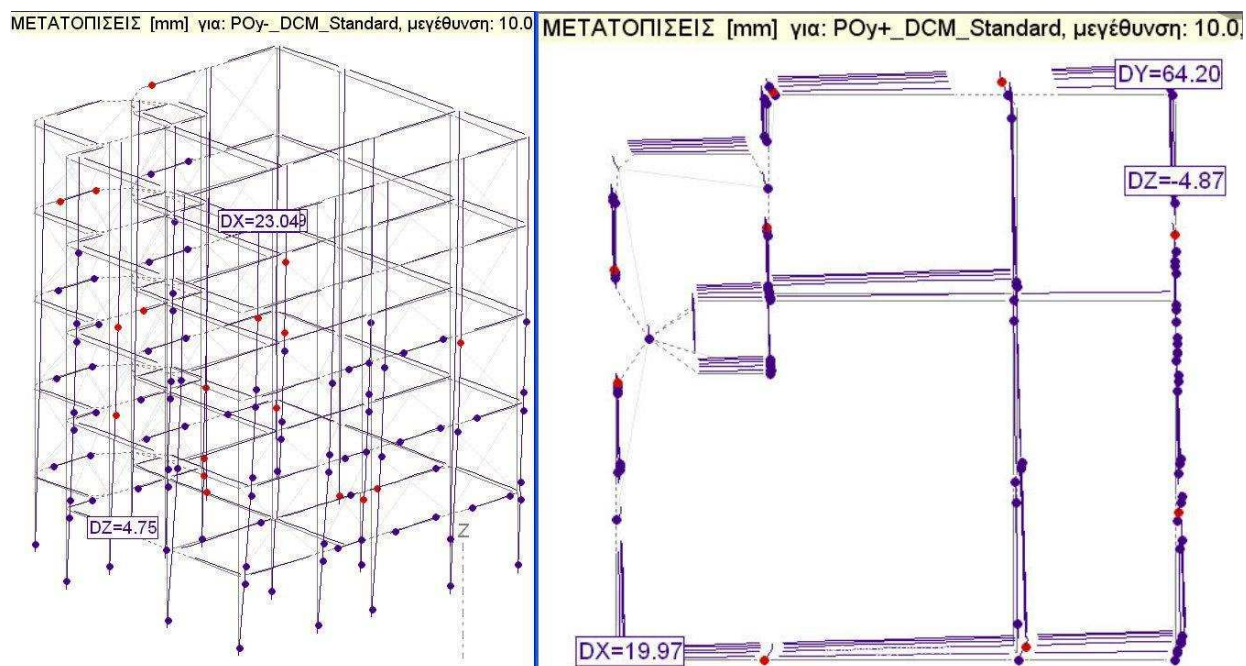 ΜΕΤΑΤΟΠΙΣΕΙΣ [mm] για: POy-_DCM_Standard, μεγέθυνση: 10.0
DX=23.04
DZ=4.75
Z
ΜΕΤΑΤΟΠΙΣΕΙΣ [mm] για: POy+_DCM_Standard, μεγέθυνση: 10.0,
DY=64.20
DZ=-4.87
DX=19.97